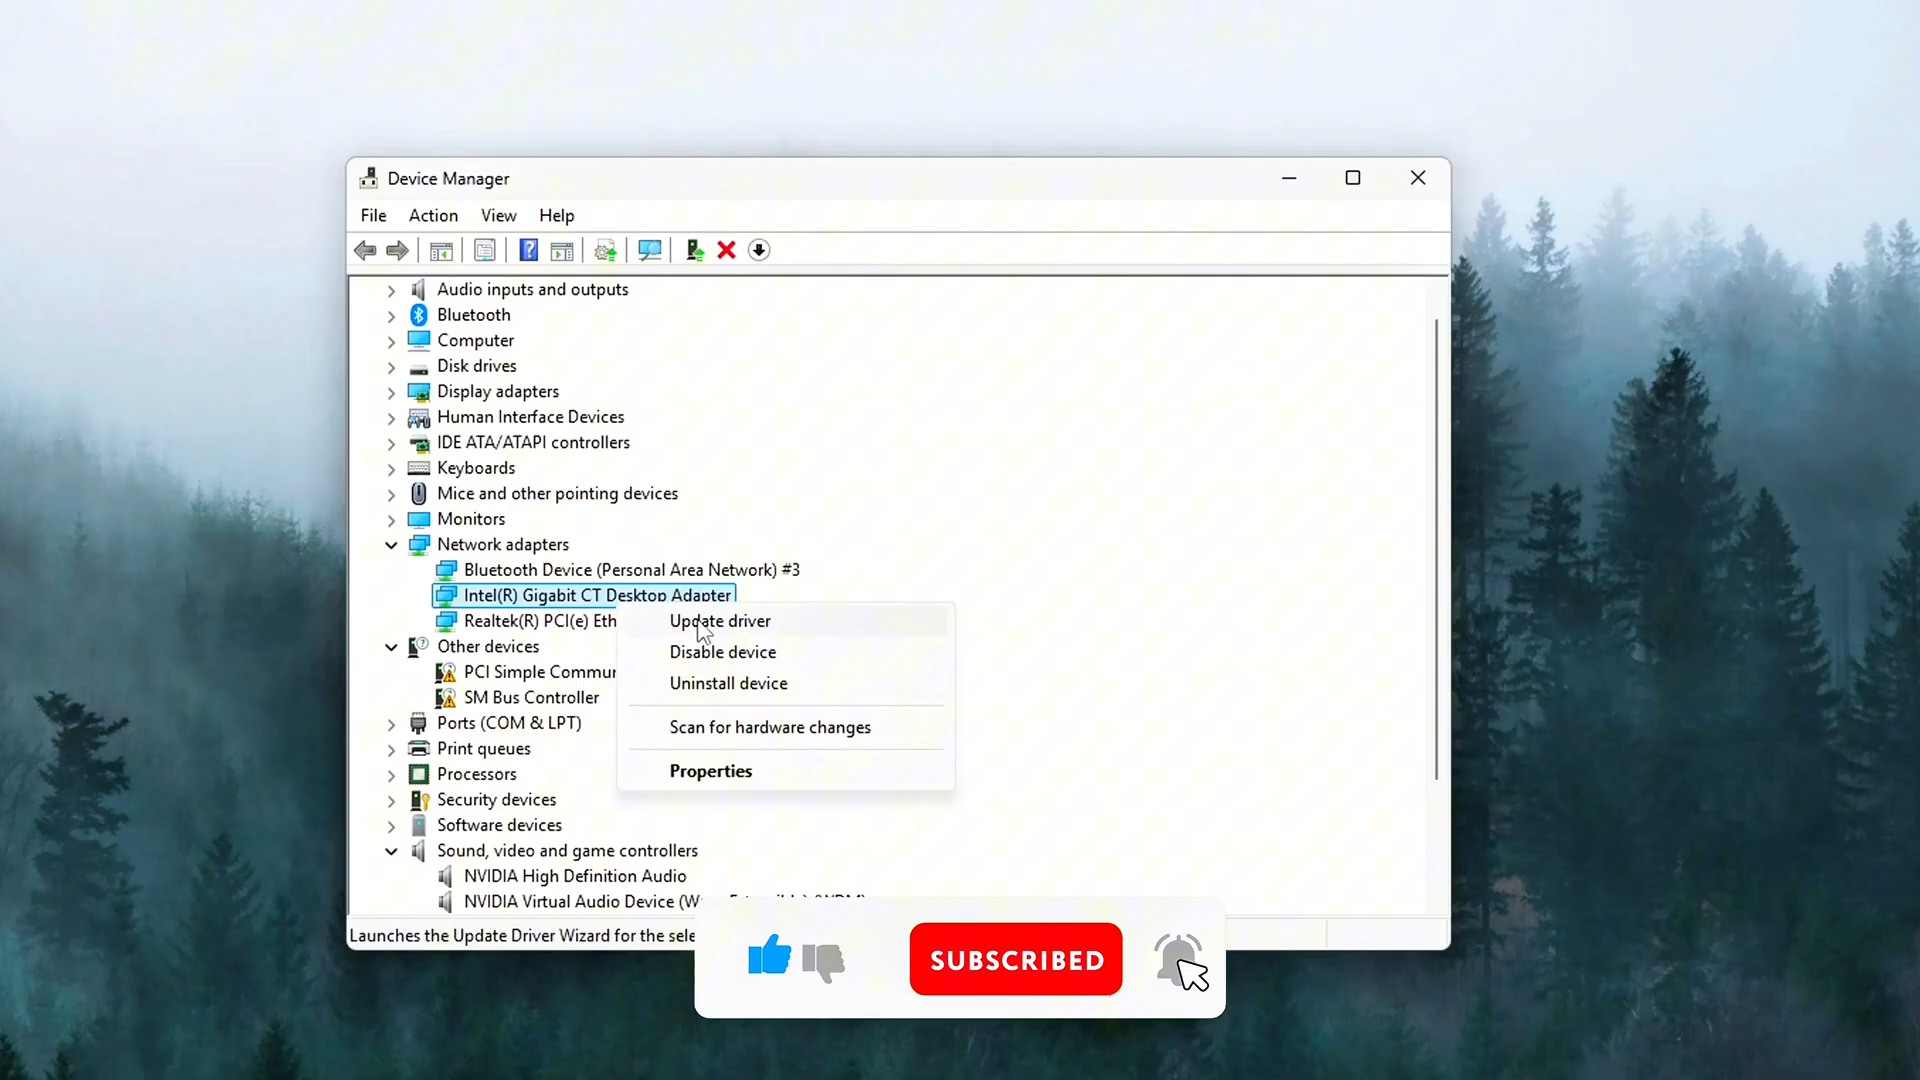 Device Manager
File Action View Help
Audio inputs and outputs
Bluetooth
Computer
Disk drives
Display adapters
Human Interface Devices
IDE ATA/ATAPI controllers
Keyboards
Mice and other pointing devices
Monitors
Network adapters
Bluetooth Device (Personal Area Network) #3
Intel(R) Gigabit CT Desktop Adapter
Realtek(R) PCI(e) Eth
Update driver
Disable device
Uninstall device
Scan for hardware changes
Properties
Other devices
PCI Simple Commun
SM Bus Controller
Ports (COM & LPT)
Print queues
Processors
Security devices
Software devices
Sound, video and game controllers
NVIDIA High Definition Audio
NVIDIA Virtual Audio Device
Launches the Update Driver Wizard for the sele
SUBSCRIBED